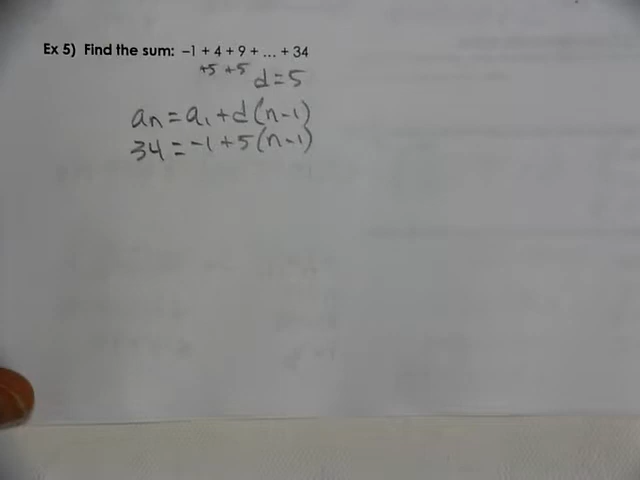 Ex 5) Find the sum: −1 + 4 + 9 + ... + 34
+5 +5 d = 5
an = a1 + d(n-1)
34 = -1 + 5(n-1)